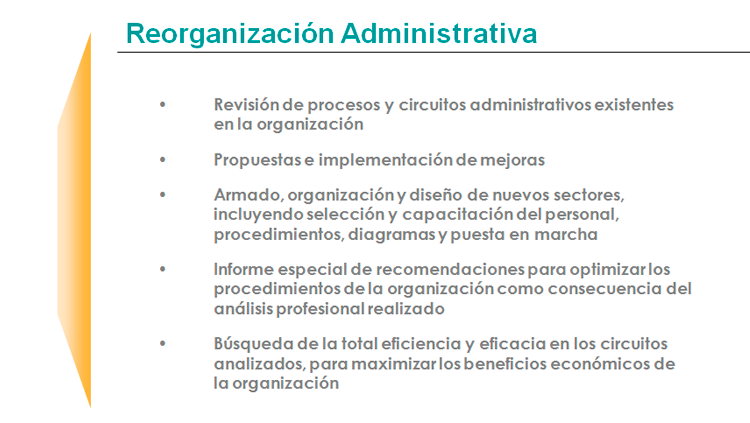 Reorganización Administrativa
• Revisión de procesos y circuitos administrativos existentes
en la organización
• Propuestas e implementación de mejoras
• Armado, organización y diseño de nuevos sectores,
incluyendo selección y capacitación del personal,
procedimientos, diagramas y puesta en marcha
• Informe especial de recomendaciones para optimizar los
procedimientos de la organización como consecuencia del
análisis profesional realizado
• Búsqueda de la total eficiencia y eficacia en los circuitos
analizados, para maximizar los beneficios económicos de
la organización